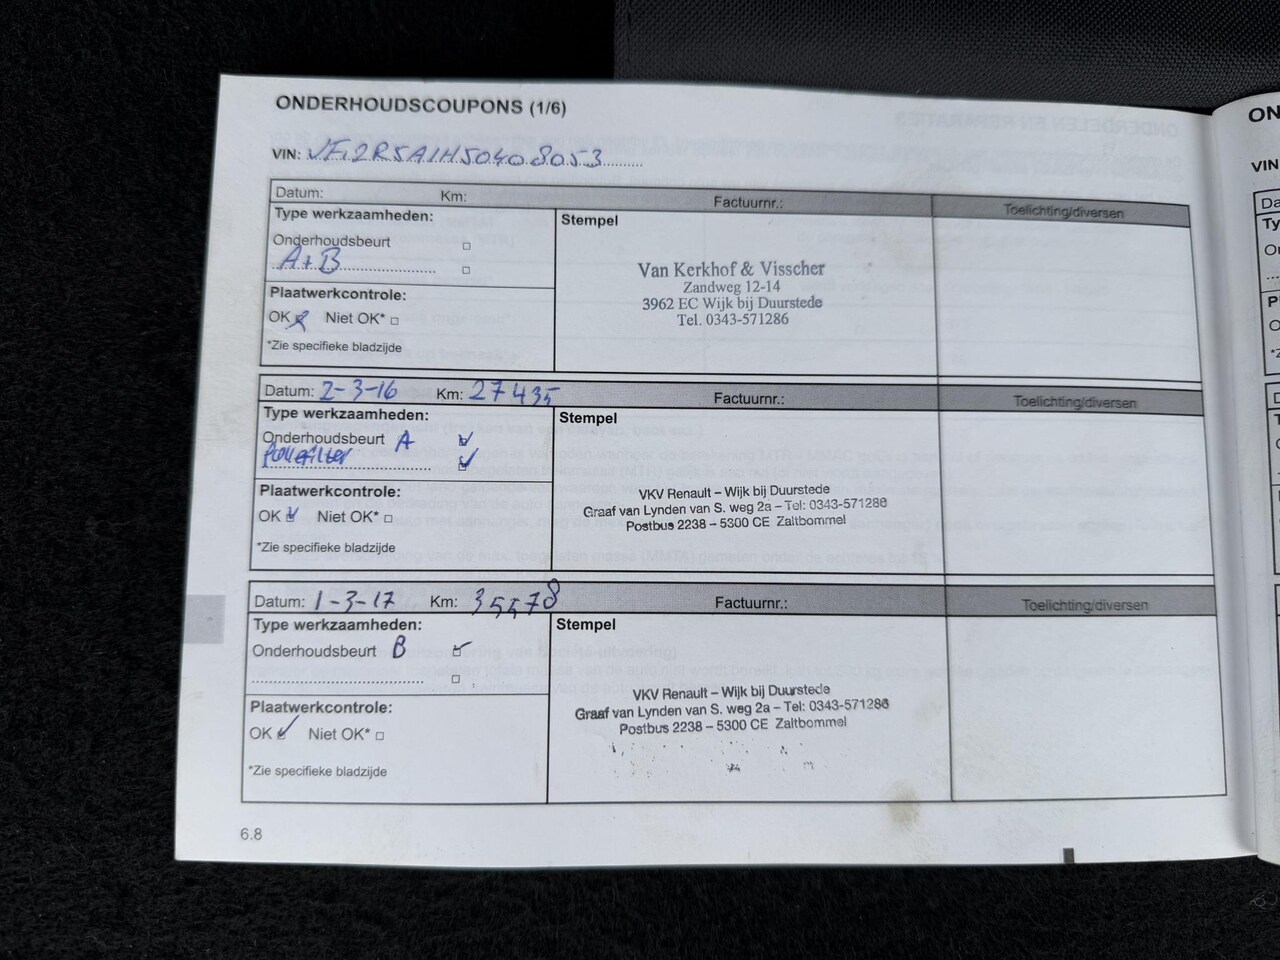 ONDERHOUDSCOUPONS (1/6)
VIN: VF12R5A1H50408053
Datum: Km: Factuurnr.: Toelichting/diversen
Type werkzaamheden:
Stempel
Onderhoudsbeurt
A+B
Plaatwerkcontrole:
OK Niet OK*
*Zie specifieke bladzijde
Van Kerkhof & Visscher
Zandweg 12-14
3962 EC Wijk bij Duurstede
Tel. 0343-571286
Datum: 2-3-16 Km: 27435 Factuurnr.: Toelichting/diversen
Type werkzaamheden:
Stempel
Onderhoudsbeurt A
Plaatwerkcontrole:
OK Niet OK*
*Zie specifieke bladzijde
VKV Renault – Wijk bij Duurstede
Graaf van Lynden van S. weg 2a – Tel: 0343-571286
Postbus 2238 – 5300 CE Zaltbommel
Datum: 1-3-17 Km: 35578 Factuurnr.: Toelichting/diversen
Type werkzaamheden:
Stempel
Onderhoudsbeurt B
Plaatwerkcontrole:
OK Niet OK*
*Zie specifieke bladzijde
VKV Renault – Wijk bij Duurstede
Graaf van Lynden van S. weg 2a – Tel: 0343-571286
Postbus 2238 – 5300 CE Zaltbommel
6.8
VIN